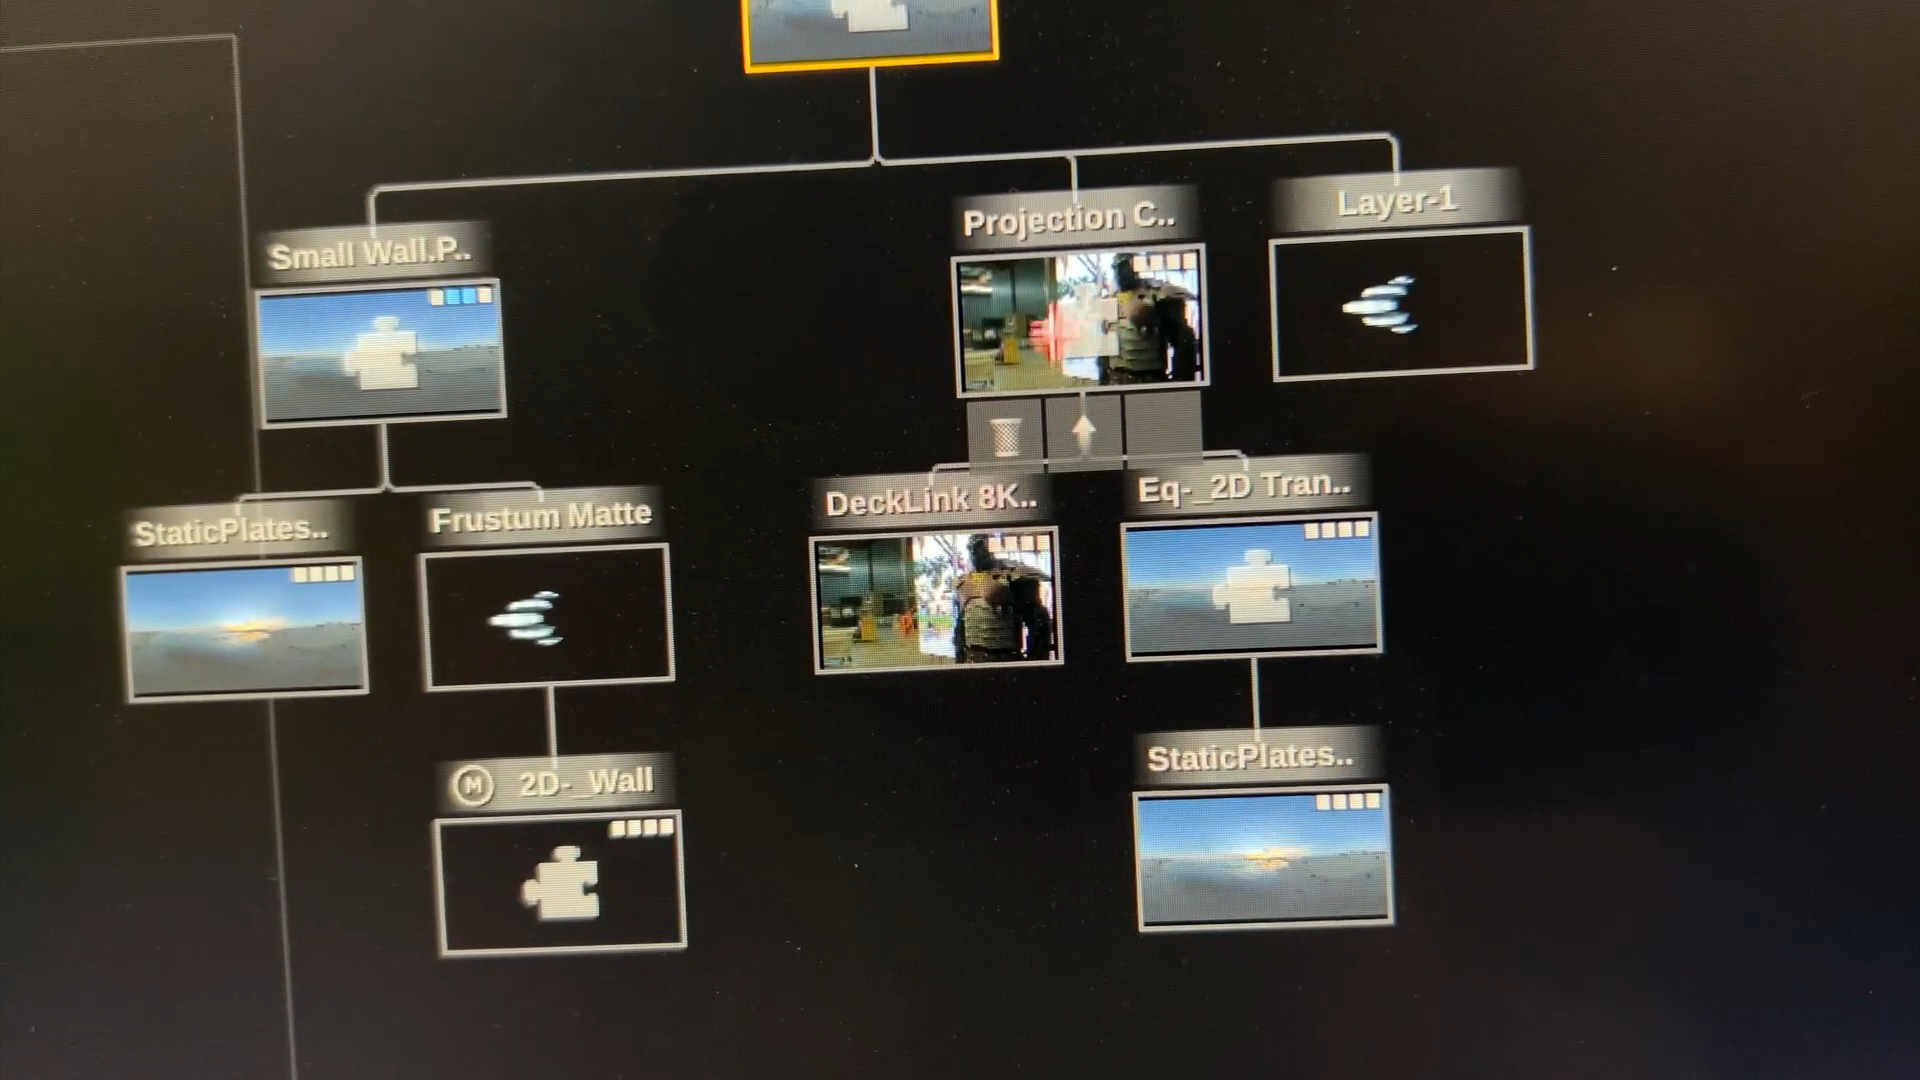 Small Wall.P..
Projection C..
Layer-1
StaticPlates..
Frustum Matte
DeckLink 8K..
Eq-_2D Tran..
M 2D-_Wall
StaticPlates..